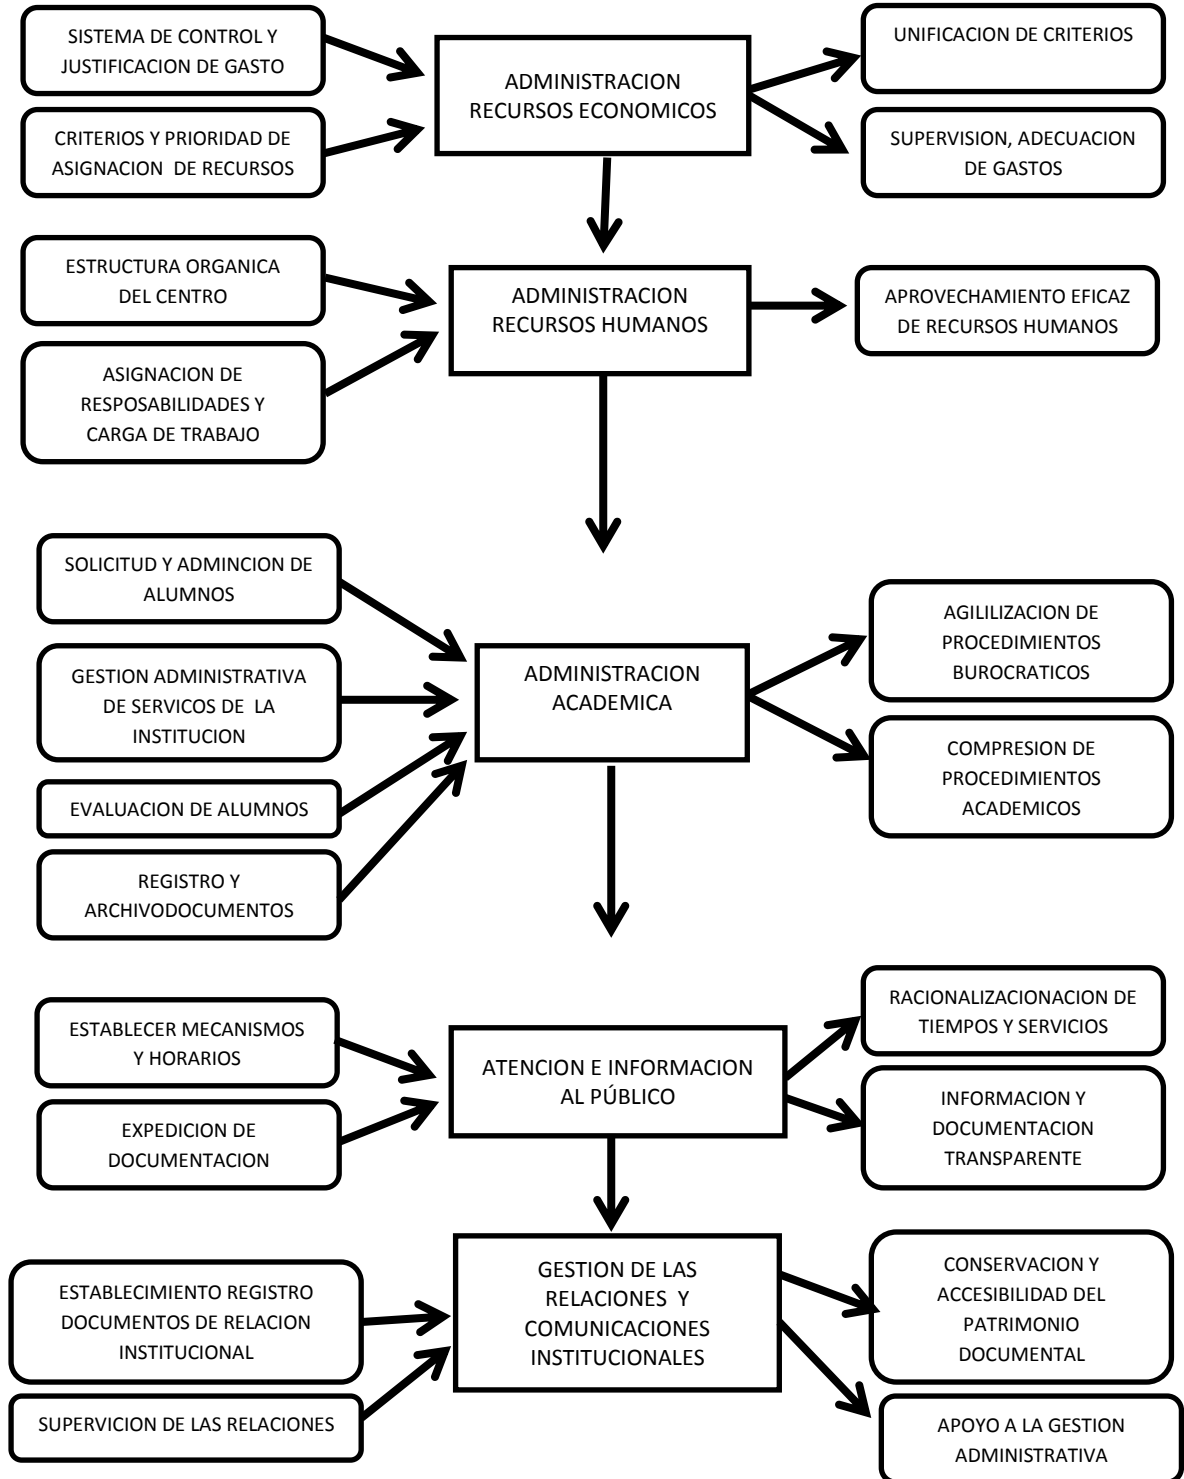 SISTEMA DE CONTROL Y
JUSTIFICACION DE GASTO
CRITERIOS Y PRIORIDAD DE
ASIGNACION DE RECURSOS
ADMINISTRACION
RECURSOS ECONOMICOS
UNIFICACION DE CRITERIOS
SUPERVISION, ADECUACION
DE GASTOS
ESTRUCTURA ORGANICA
DEL CENTRO
ASIGNACION DE
RESPOSABILIDADES Y
CARGA DE TRABAJO
ADMINISTRACION
RECURSOS HUMANOS
APROVECHAMIENTO EFICAZ
DE RECURSOS HUMANOS
SOLICITUD Y ADMINCION DE
ALUMNOS
GESTION ADMINISTRATIVA
DE SERVICOS DE LA
INSTITUCION
EVALUACION DE ALUMNOS
REGISTRO Y
ARCHIVODOCUMENTOS
ADMINISTRACION
ACADEMICA
AGILILIZACION DE
PROCEDIMIENTOS
BUROCRATICOS
COMPRESION DE
PROCEDIMIENTOS
ACADEMICOS
ESTABLECER MECANISMOS
Y HORARIOS
EXPEDICION DE
DOCUMENTACION
ATENCION E INFORMACION
AL PÚBLICO
RACIONALIZACIONACION DE
TIEMPOS Y SERVICIOS
INFORMACION Y
DOCUMENTACION
TRANSPARENTE
ESTABLECIMIENTO REGISTRO
DOCUMENTOS DE RELACION
INSTITUCIONAL
SUPERVICION DE LAS RELACIONES
GESTION DE LAS
RELACIONES Y
COMUNICACIONES
INSTITUCIONALES
CONSERVACION Y
ACCESIBILIDAD DEL
PATRIMONIO
DOCUMENTAL
APOYO A LA GESTION
ADMINISTRATIVA